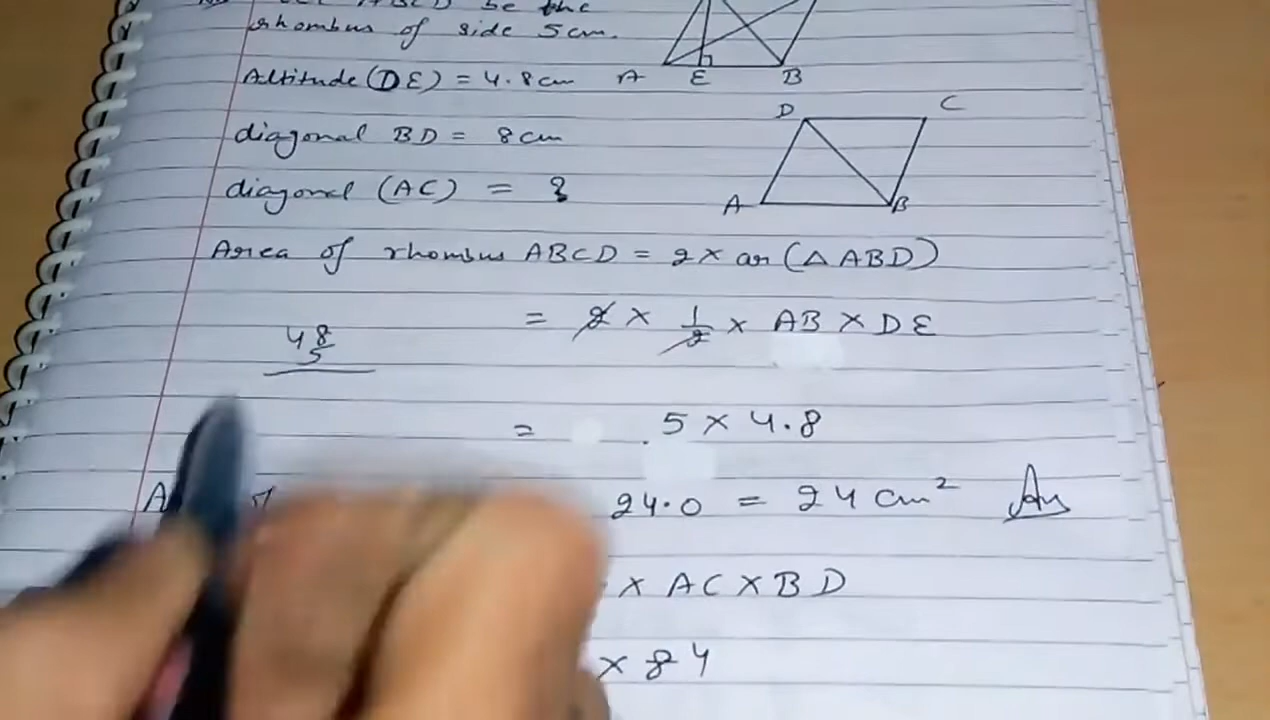 be the
rhombus of side 5cm.
A E B
Altitude (DE) = 4.8cm
D C
diagonal BD = 8cm
diagonal (AC) = ?
A B
Area of rhombus ABCD = 2 × ar (△ ABD)
= 2 × 1/2 × AB × DE
48
5
= 5 × 4.8
A
24.0 = 24 cm² Ans
× AC × BD
× 8 4